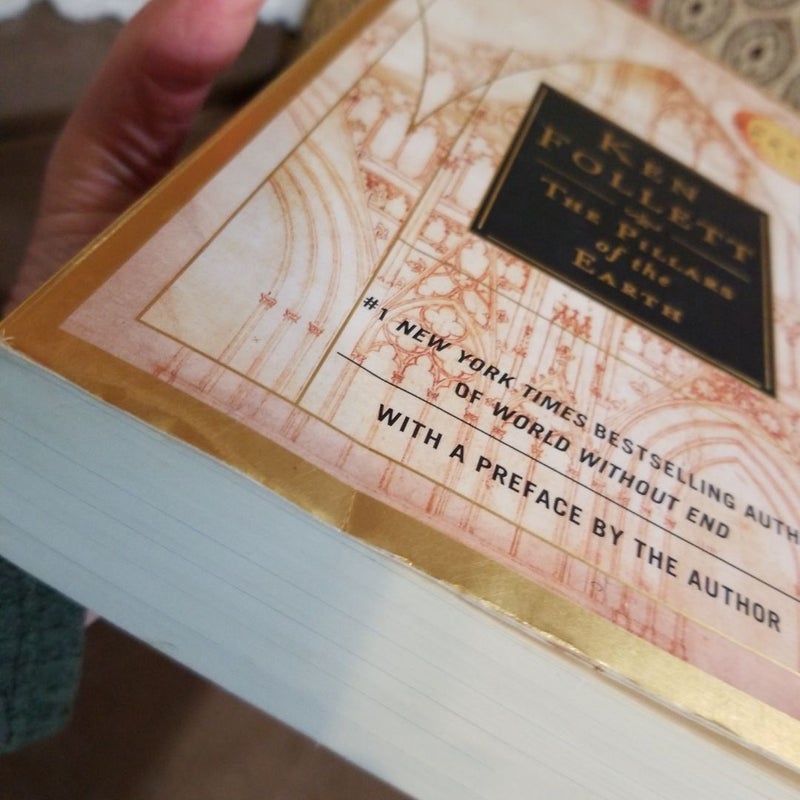 KEN
FOLLETT
THE PILLARS
of the
EARTH
#1 NEW YORK TIMES BESTSELLING AUTH
OF WORLD WITHOUT END
WITH A PREFACE BY THE AUTHOR